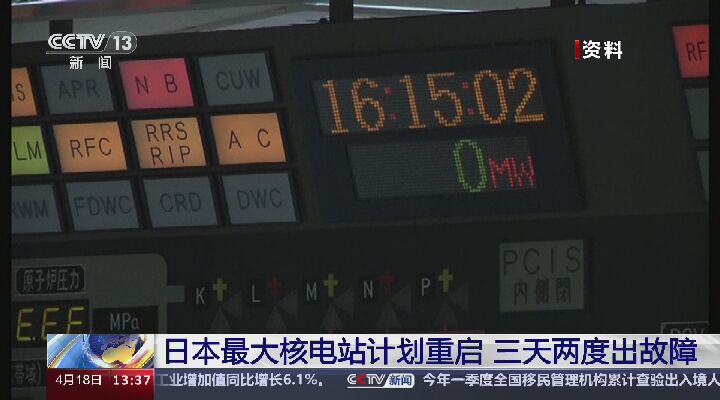 CCTV 13
新闻
资料
16:15:02
0MW
APR
N B
CUW
RF
LM
RFC
RRS
RIP
A C
RWM
FDWC
CRD
DWC
原子炉圧力
MPa
K
L
M
N
P
PCIS
内側閉
日本最大核电站计划重启 三天两度出故障
4月18日 13:37
工业增加值同比增长6.1%。 CCTV 新闻 今年一季度全国移民管理机构累计查验出入境人